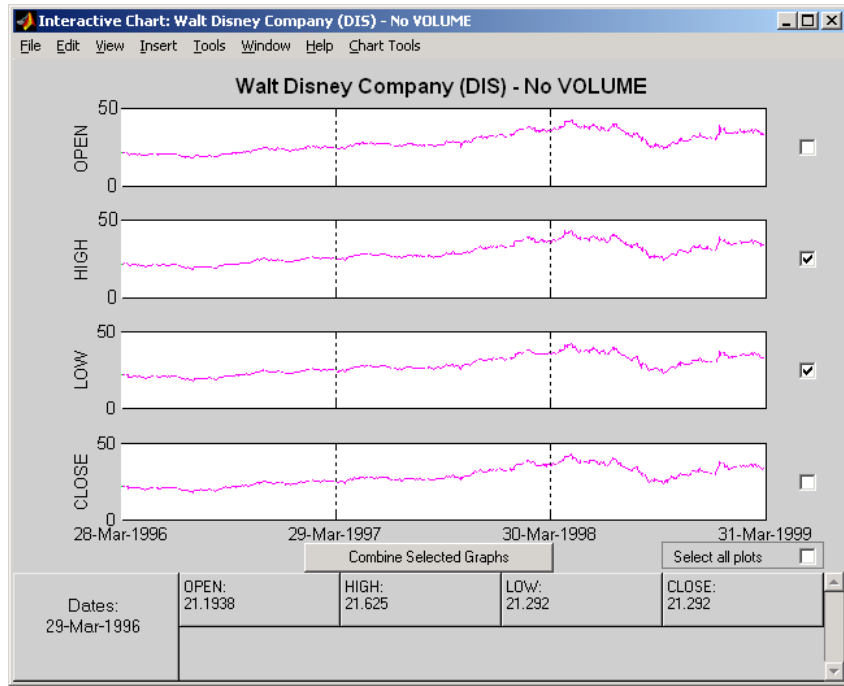 Interactive Chart: Walt Disney Company (DIS) - No VOLUME
File Edit View Insert Tools Window Help Chart Tools
Walt Disney Company (DIS) - No VOLUME
50
OPEN
0
50
HIGH
0
50
LOW
0
50
CLOSE
0
28-Mar-1996 29-Mar-1997 30-Mar-1998 31-Mar-1999
Combine Selected Graphs
Select all plots
Dates:
29-Mar-1996
OPEN:
21.1938
HIGH:
21.625
LOW:
21.292
CLOSE:
21.292